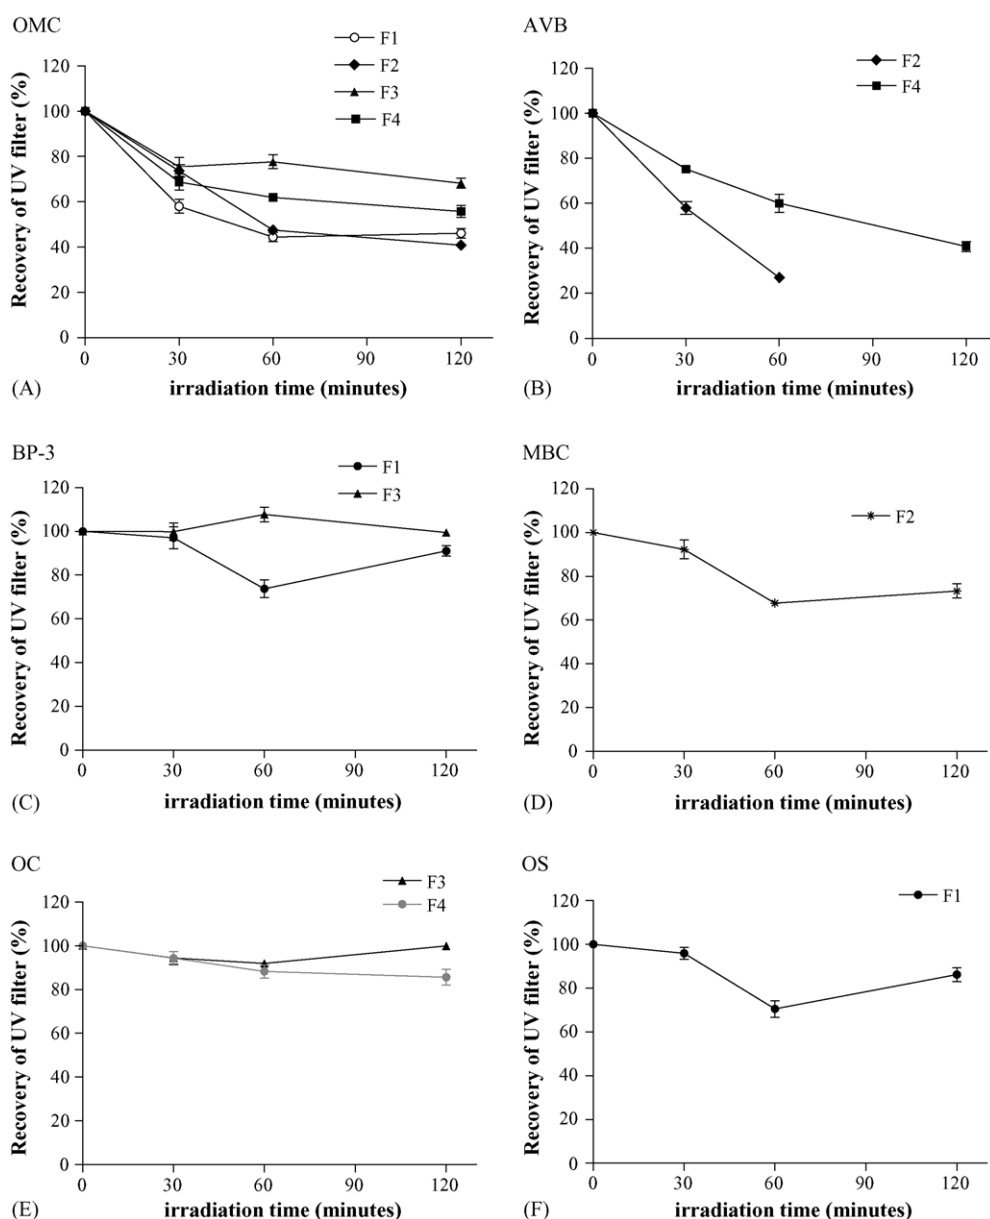 OMC
F1
F2
F3
F4
Recovery of UV filter (%)
120
100
80
60
40
20
0
0 30 60 90 120
irradiation time (minutes)
(A)
AVB
F2
F4
Recovery of UV filter (%)
120
100
80
60
40
20
0
0 30 60 90 120
irradiation time (minutes)
(B)
BP-3
F1
F3
Recovery of UV filter (%)
120
100
80
60
40
20
0
0 30 60 90 120
irradiation time (minutes)
(C)
MBC
F2
Recovery of UV filter (%)
120
100
80
60
40
20
0
0 30 60 90 120
irradiation time (minutes)
(D)
OC
F3
F4
Recovery of UV filter (%)
120
100
80
60
40
20
0
0 30 60 90 120
irradiation time (minutes)
(E)
OS
F1
Recovery of UV filter (%)
120
100
80
60
40
20
0
0 30 60 90 120
irradiation time (minutes)
(F)